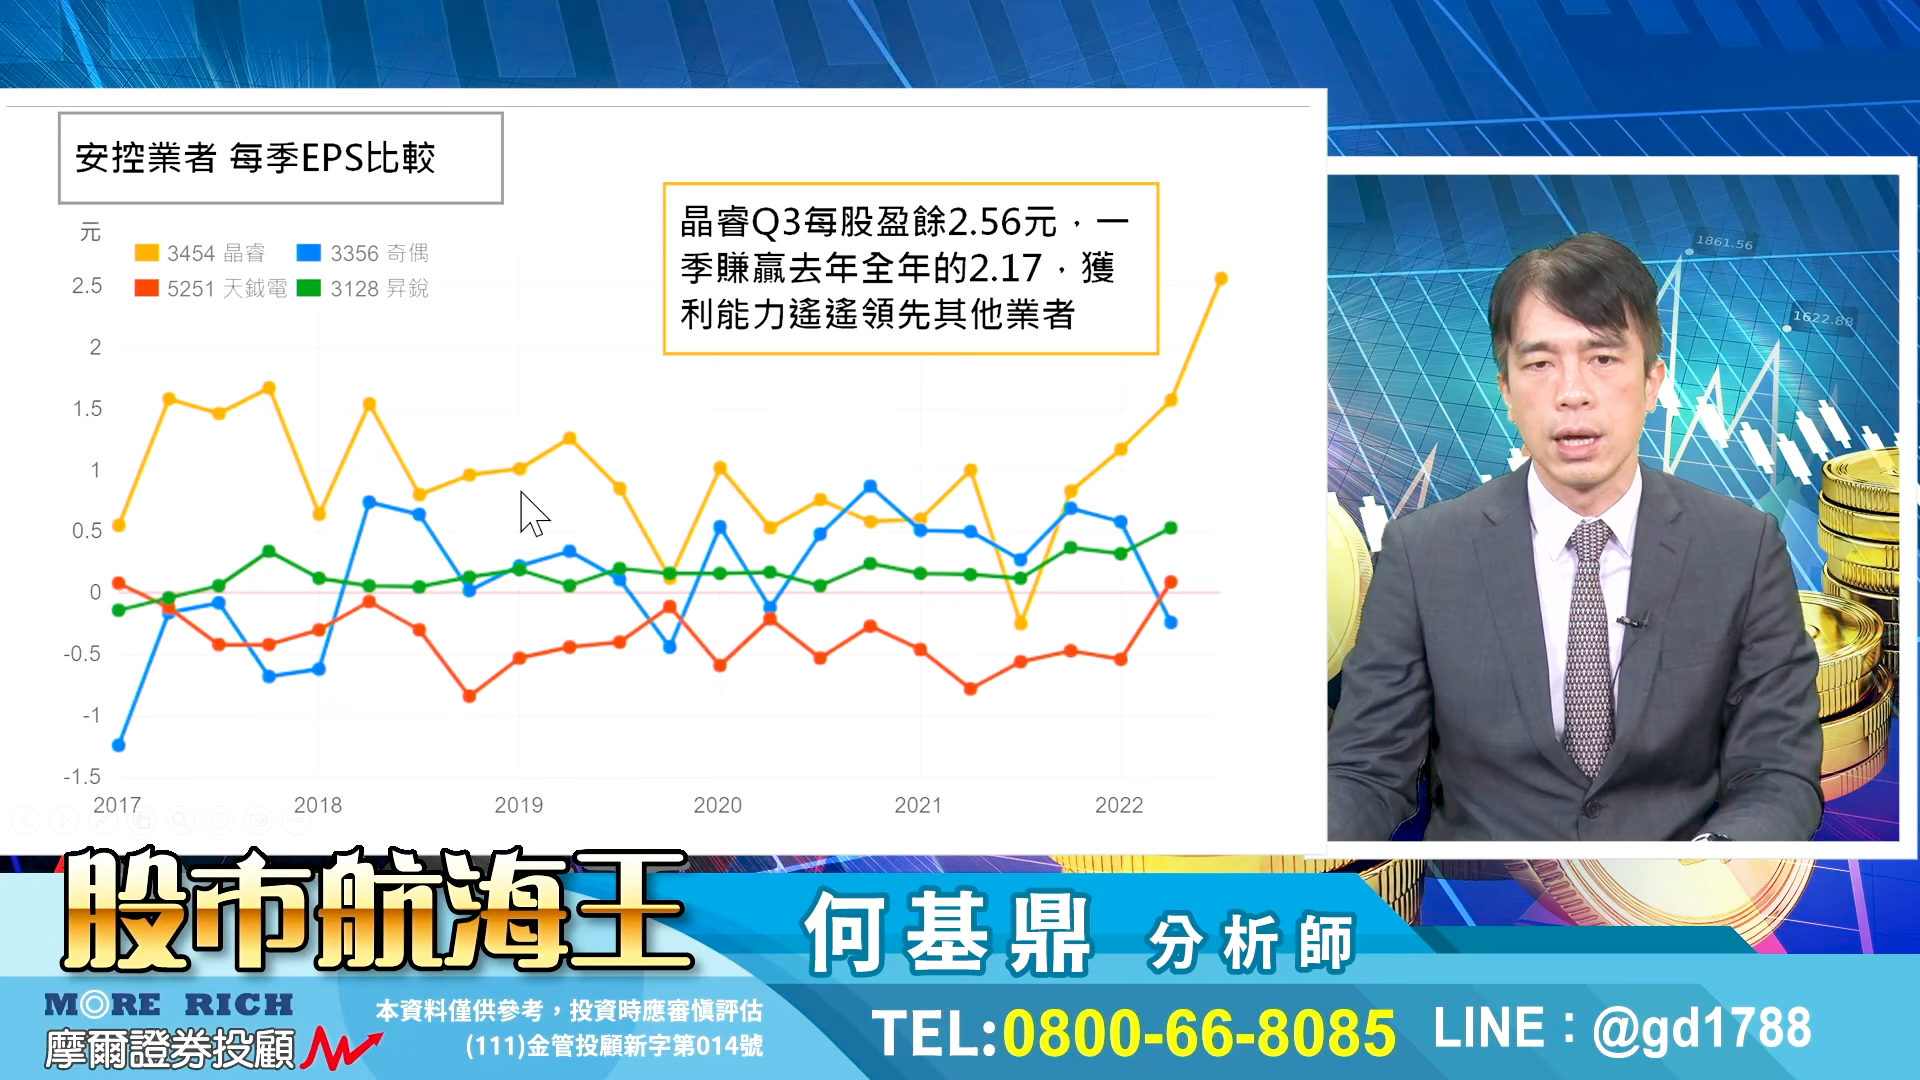 安控業者 每季EPS比較
元
3454 晶睿
3356 奇偶
5251 天鉞電
3128 昇銳
晶睿Q3每股盈餘2.56元，一
季賺贏去年全年的2.17，獲
利能力遙遙領先其他業者
2.5
2
1.5
1
0.5
0
-0.5
-1
-1.5
2017
2018
2019
2020
2021
2022
1861.56
1622.88
股市航海王
何基鼎 分析師
MORE RICH
摩爾證券投顧
本資料僅供參考，投資時應審慎評估
(111)金管投顧新字第014號
TEL:0800-66-8085
LINE：@gd1788